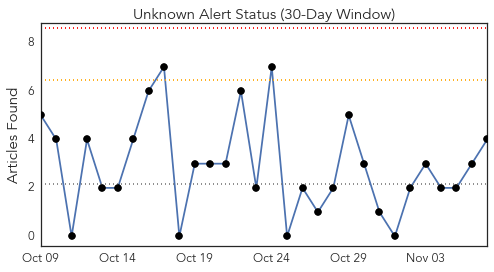 Unknown Alert Status (30-Day Window)
Articles Found
8
6
4
2
0
Oct 09 Oct 14 Oct 19 Oct 24 Oct 29 Nov 03